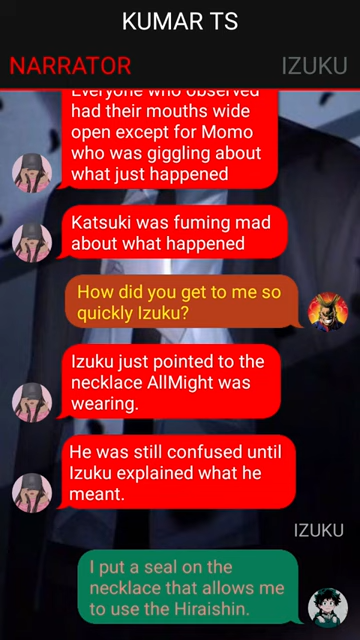 KUMAR TS
NARRATOR
IZUKU
Everyone who observed
had their mouths wide
open except for Momo
who was giggling about
what just happened
Katsuki was fuming mad
about what happened
How did you get to me so
quickly Izuku?
Izuku just pointed to the
necklace AllMight was
wearing.
He was still confused until
Izuku explained what he
meant.
IZUKU
I put a seal on the
necklace that allows me
to use the Hiraishin.